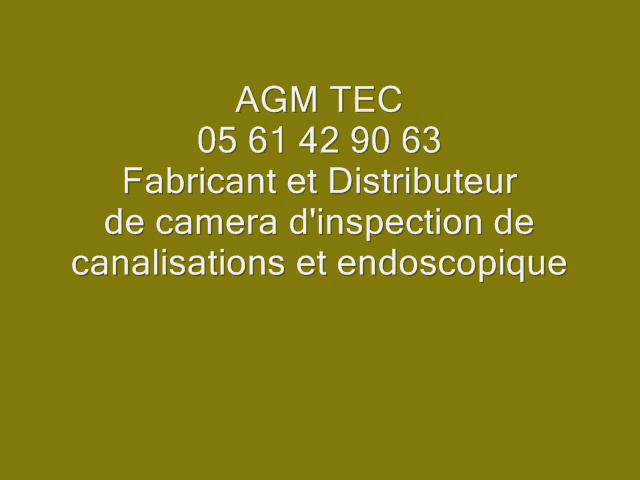 AGM TEC
05 61 42 90 63
Fabricant et Distributeur
de camera d'inspection de
canalisations et endoscopique